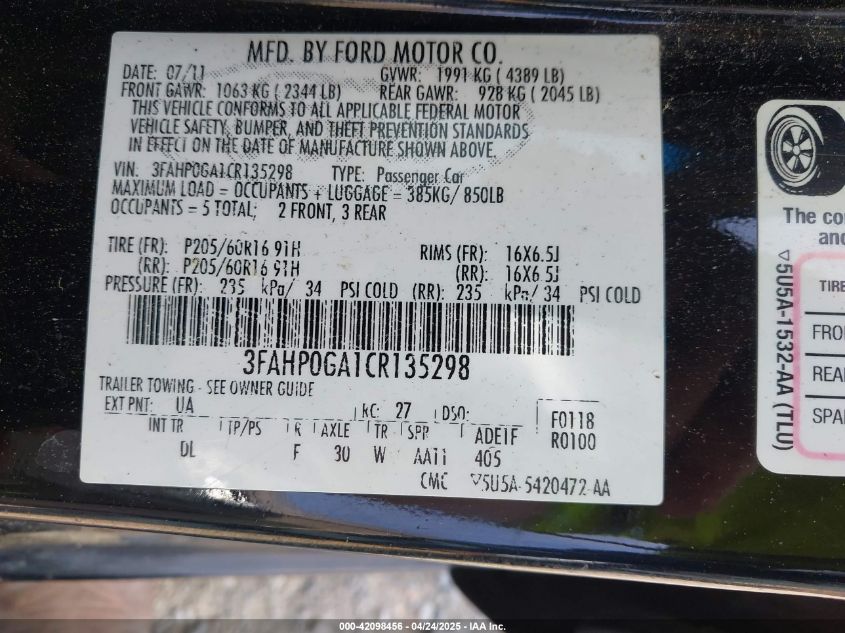 MFD. BY FORD MOTOR CO.
DATE: 07/11 GVWR: 1991 KG ( 4389 LB)
FRONT GAWR: 1063 KG ( 2344 LB) REAR GAWR: 928 KG ( 2045 LB)
THIS VEHICLE CONFORMS TO ALL APPLICABLE FEDERAL MOTOR
VEHICLE SAFETY, BUMPER, AND THEFT PREVENTION STANDARDS
IN EFFECT ON THE DATE OF MANUFACTURE SHOWN ABOVE.
VIN: 3FAHP0GA1CR135298 TYPE: Passenger Car
MAXIMUM LOAD = OCCUPANTS + LUGGAGE = 385KG/ 850LB
OCCUPANTS = 5 TOTAL; 2 FRONT, 3 REAR
TIRE (FR): P205/60R16 91H RIMS (FR): 16X6.5J
(RR): P205/60R16 91H (RR): 16X6.5J
PRESSURE (FR): 235 kPa/ 34 PSI COLD (RR): 235 kPa/ 34 PSI COLD
3FAHP0GA1CR135298
TRAILER TOWING - SEE OWNER GUIDE
EXT PNT: UA RC: 27 DSO: F0118
INT TR TP/PS R AXLE TR SPP ADE1F R0100
DL F 30 W AA11 405
CMC ▽5U5A-5420472-AA
The co
an
▽5U5A-1532-AA (TLU)
TIRE
FRO
REA
SPA
000-42098456 - 04/24/2025 - IAA Inc.